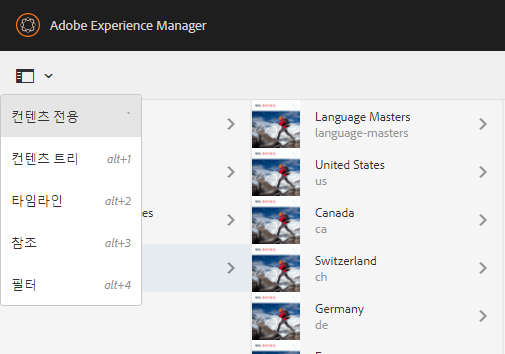 Adobe Experience Manager
컨텐츠 전용 `
컨텐츠 트리 alt+1
타임라인 alt+2
참조 alt+3
필터 alt+4
es
Language Masters
language-masters
United States
us
Canada
ca
Switzerland
ch
Germany
de